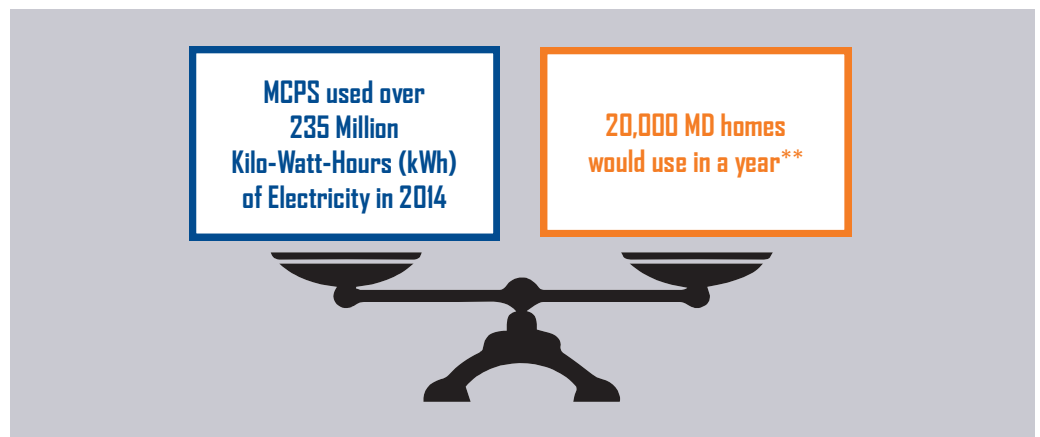 MCPS used over
235 Million
Kilo-Watt-Hours (kWh)
of Electricity in 2014
20,000 MD homes
would use in a year**